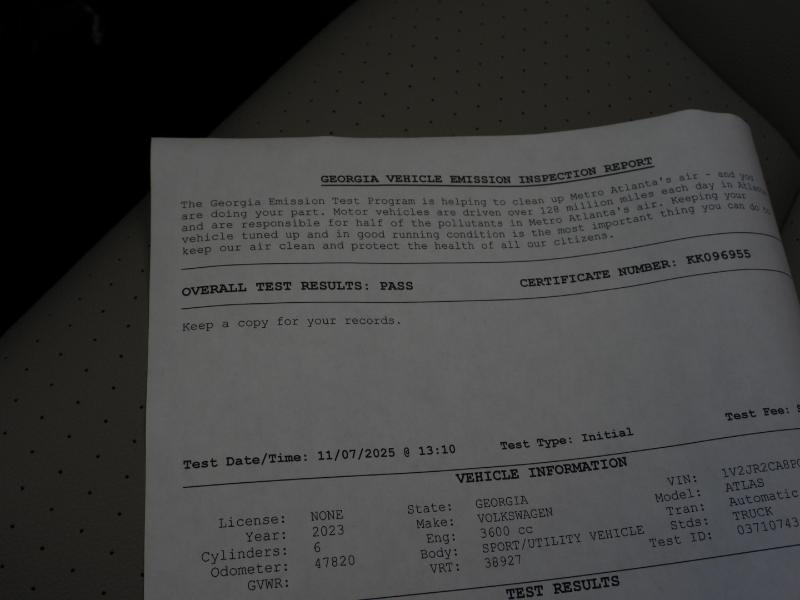 GEORGIA VEHICLE EMISSION INSPECTION REPORT
The Georgia Emission Test Program is helping to clean up Metro Atlanta's air - and you
are doing your part. Motor vehicles are driven over 128 million miles each day in
and are responsible for half of the pollutants in Metro Atlanta's air. Keeping your
vehicle tuned up and in good running condition is the most important thing you can do to
keep our air clean and protect the health of all our citizens.
OVERALL TEST RESULTS: PASS CERTIFICATE NUMBER: KK096955
Keep a copy for your records.
Test Fee:
Test Date/Time: 11/07/2025 @ 13:10 Test Type: Initial
VEHICLE INFORMATION
License: NONE State: GEORGIA VIN:
Year: 2023 Make: VOLKSWAGEN Model: ATLAS
Cylinders: 6 Eng: 3600 cc Tran: Automatic
Odometer: 47820 Body: SPORT/UTILITY VEHICLE Stds: TRUCK
GVWR: VRT: 38927 Test ID: 03710743
TEST RESULTS